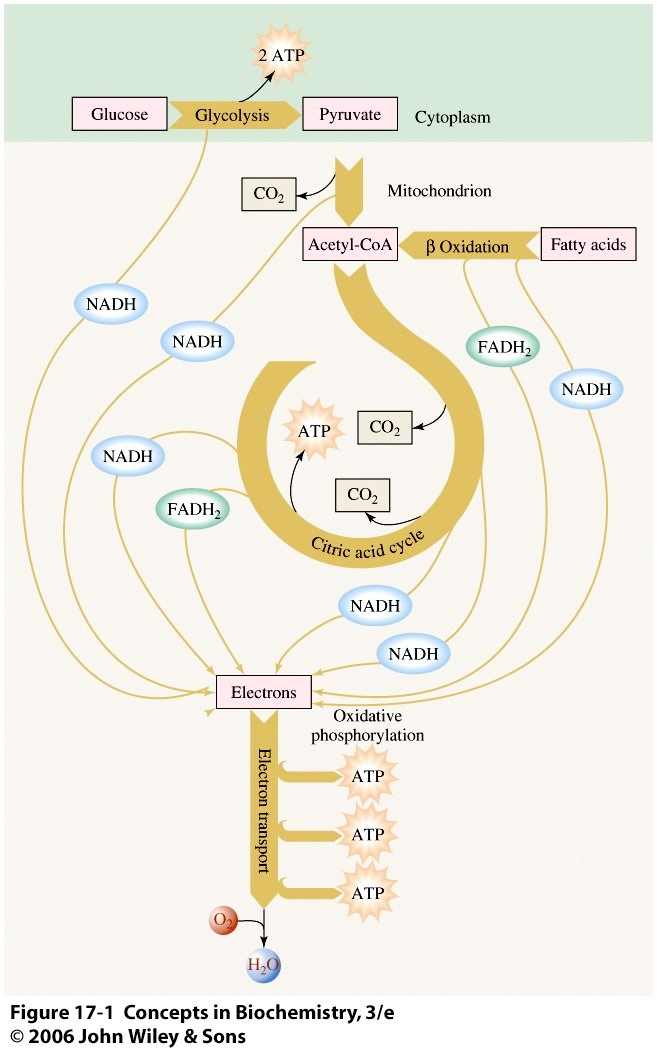 2 ATP
Glucose
Glycolysis
Pyruvate
Cytoplasm
CO₂
Mitochondrion
Acetyl-CoA
β Oxidation
Fatty acids
NADH
NADH
FADH₂
NADH
ATP
CO₂
NADH
CO₂
FADH₂
Citric acid cycle
NADH
NADH
Electrons
Oxidative
phosphorylation
Electron transport
ATP
ATP
ATP
O₂
H₂O
Figure 17-1 Concepts in Biochemistry, 3/e
© 2006 John Wiley & Sons